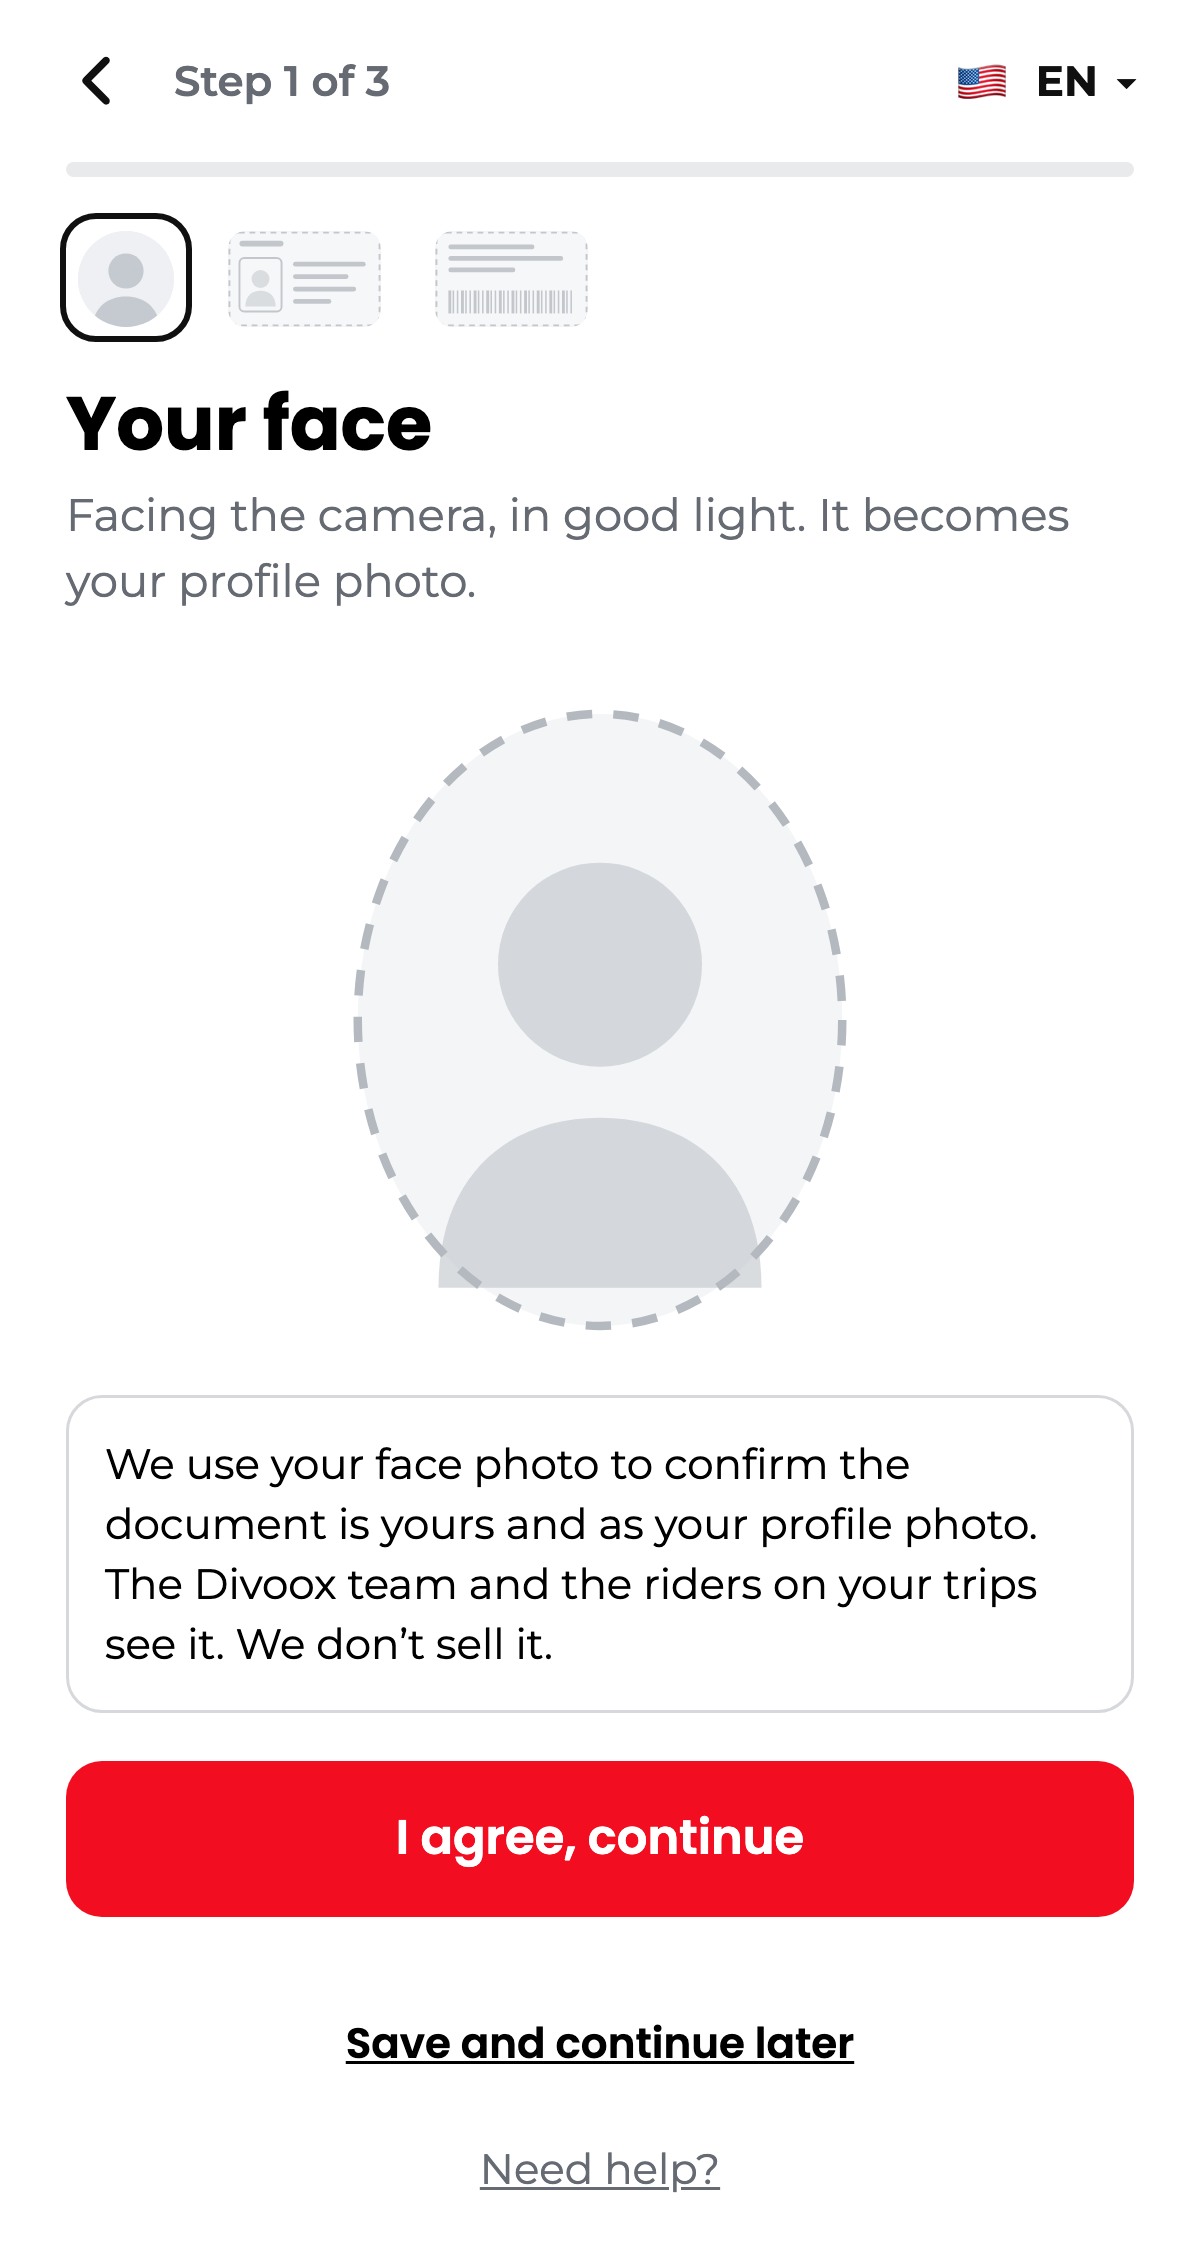 Step 1 of 3
EN
Your face
Facing the camera, in good light. It becomes
your profile photo.
We use your face photo to confirm the
document is yours and as your profile photo.
The Divoox team and the riders on your trips
see it. We don’t sell it.
I agree, continue
Save and continue later
Need help?